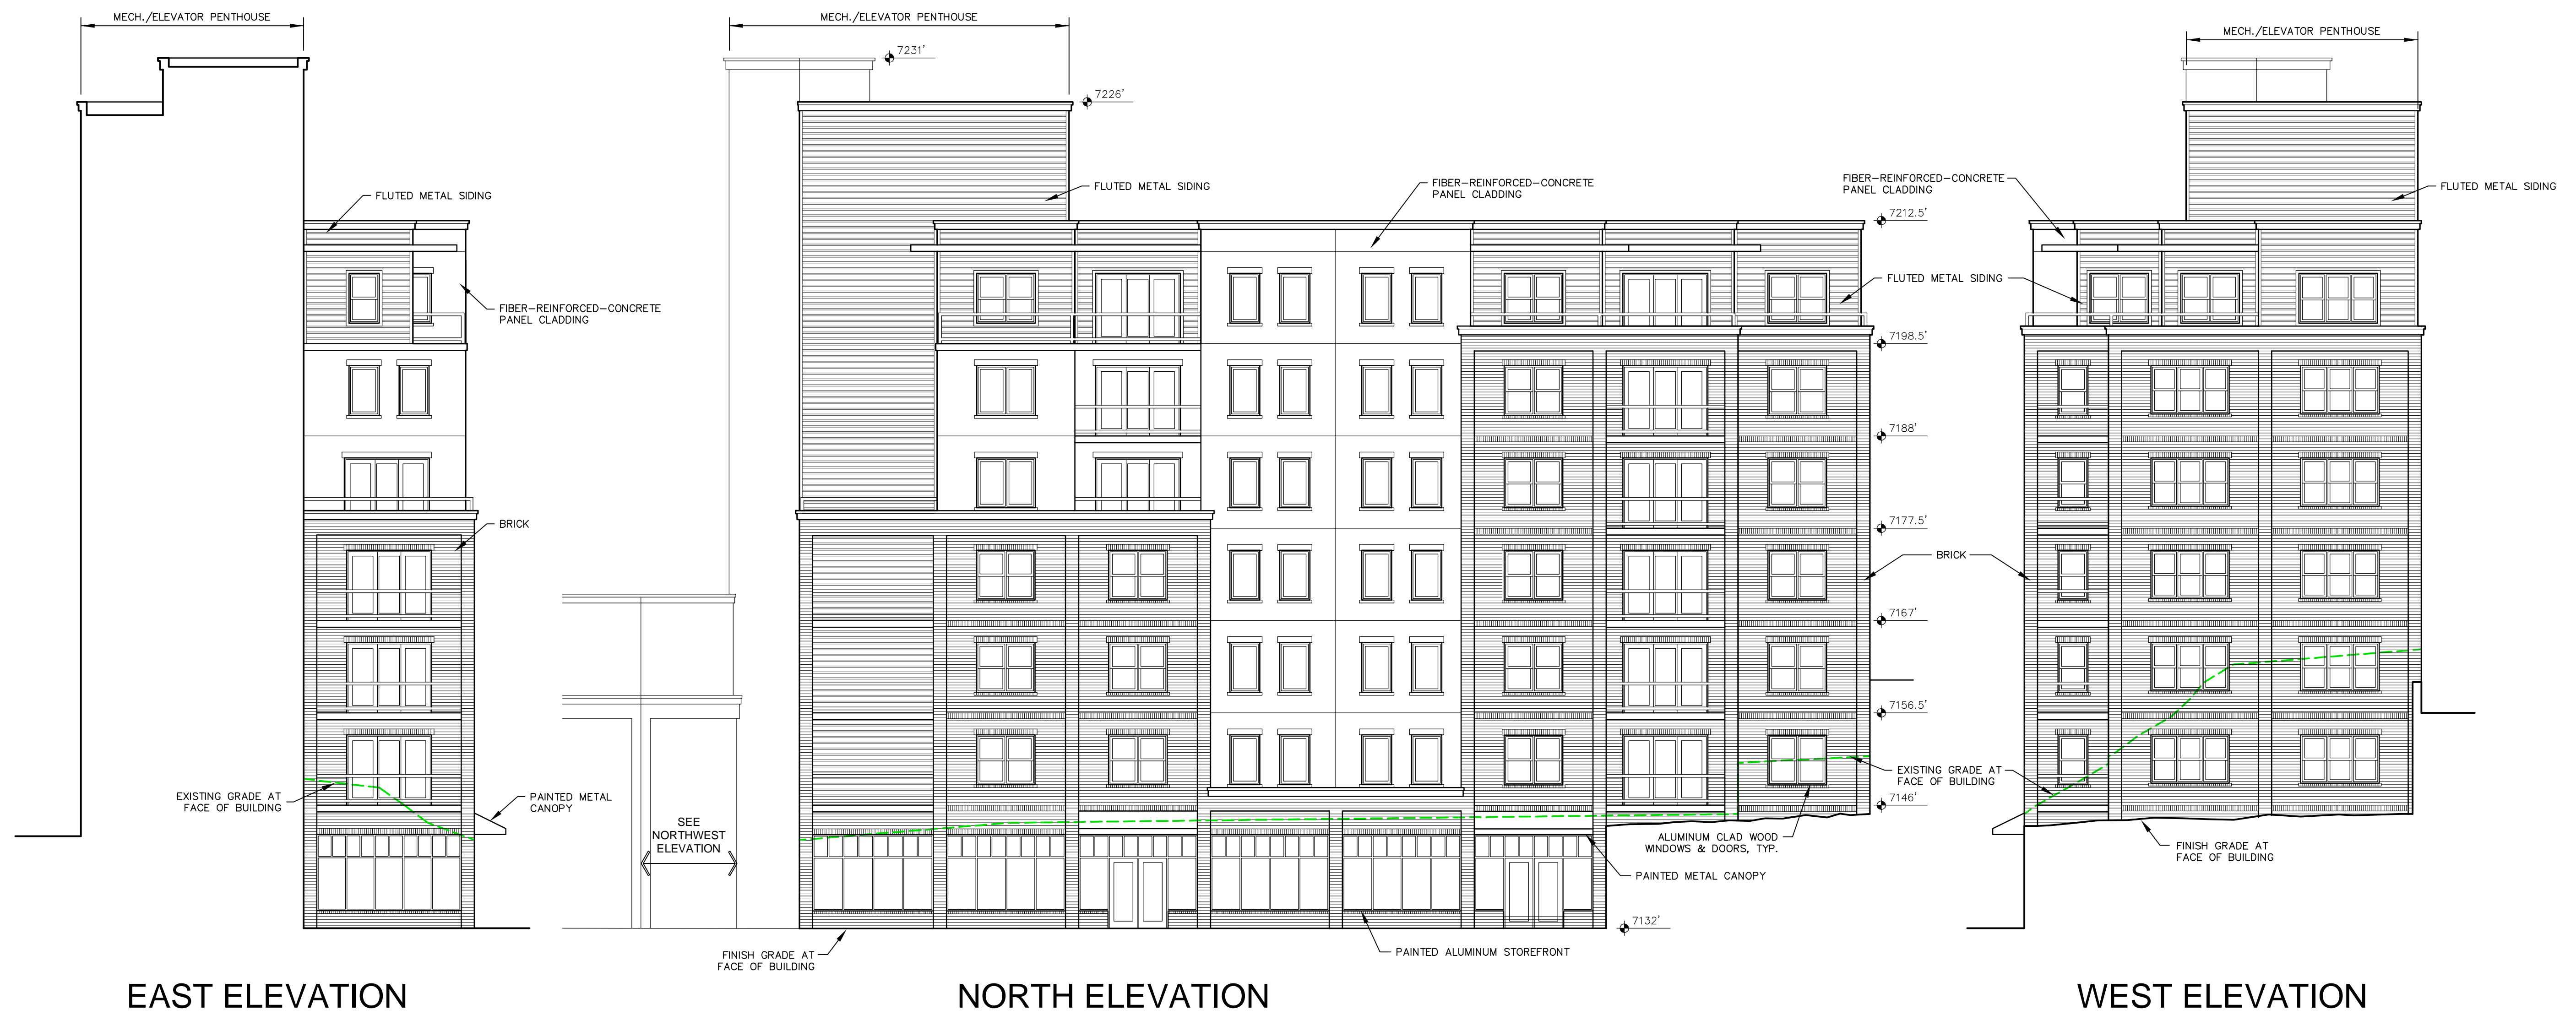 MECH./ELEVATOR PENTHOUSE
FLUTED METAL SIDING
FIBER-REINFORCED-CONCRETE
PANEL CLADDING
BRICK
EXISTING GRADE AT
FACE OF BUILDING
PAINTED METAL
CANOPY
EAST ELEVATION
MECH./ELEVATOR PENTHOUSE
7231'
7226'
FLUTED METAL SIDING
FIBER-REINFORCED-CONCRETE
PANEL CLADDING
7212.5'
7198.5'
7188'
7177.5'
7167'
7156.5'
7146'
7132'
SEE
NORTHWEST
ELEVATION
FINISH GRADE AT
FACE OF BUILDING
ALUMINUM CLAD WOOD
WINDOWS & DOORS, TYP.
PAINTED METAL CANOPY
PAINTED ALUMINUM STOREFRONT
NORTH ELEVATION
MECH./ELEVATOR PENTHOUSE
FIBER-REINFORCED-CONCRETE
PANEL CLADDING
FLUTED METAL SIDING
FLUTED METAL SIDING
BRICK
EXISTING GRADE AT
FACE OF BUILDING
FINISH GRADE AT
FACE OF BUILDING
WEST ELEVATION